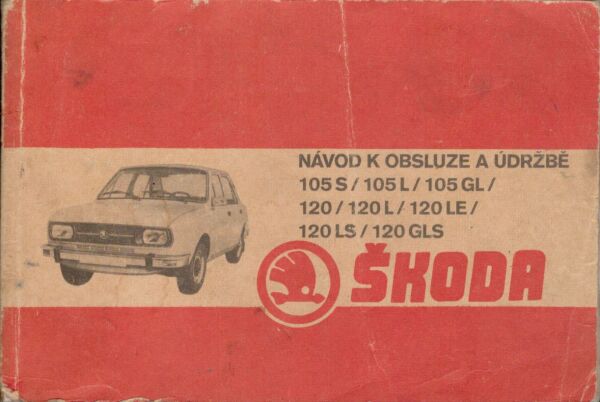 NÁVOD K OBSLUZE A ÚDRŽBĚ
105 S / 105 L / 105 GL /
120 / 120 L / 120 LE /
120 LS / 120 GLS
ŠKODA